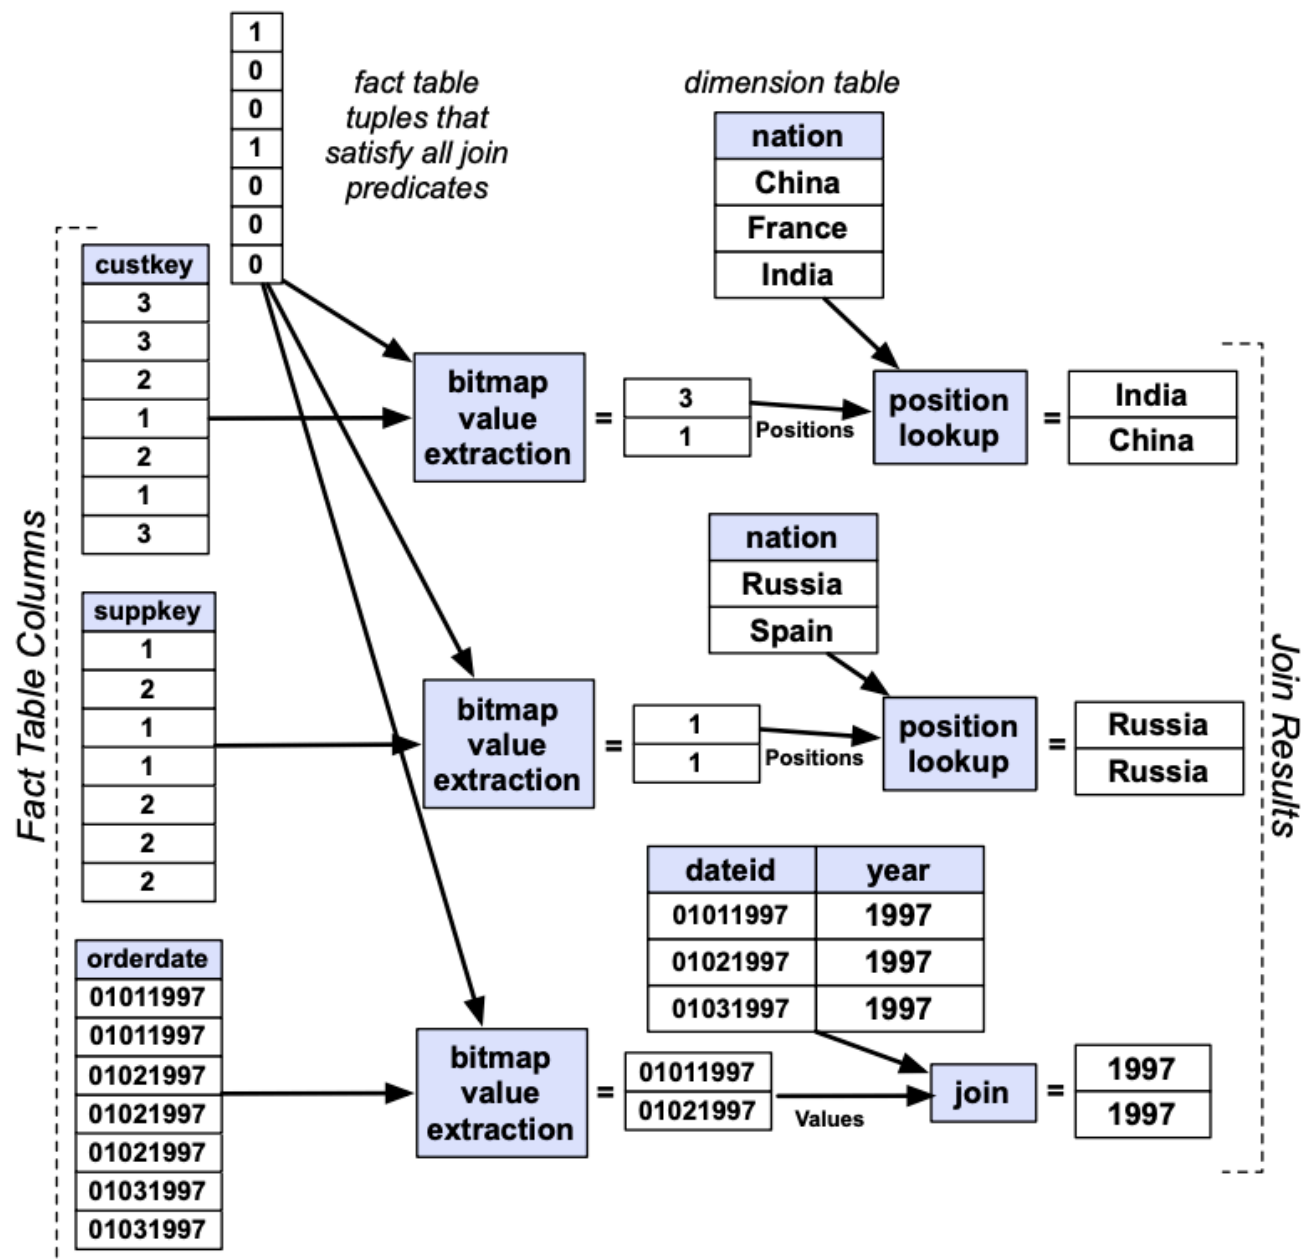 1
0
0
1
0
0
0
fact table
tuples that
satisfy all join
predicates
dimension table
nation
China
France
India
Fact Table Columns
custkey
3
3
2
1
2
1
3
bitmap
value
extraction
=
3
1
Positions
position
lookup
=
India
China
nation
Russia
Spain
suppkey
1
2
1
1
2
2
2
bitmap
value
extraction
=
1
1
Positions
position
lookup
=
Russia
Russia
Join Results
dateid year
01011997 1997
01021997 1997
01031997 1997
orderdate
01011997
01011997
01021997
01021997
01021997
01031997
01031997
bitmap
value
extraction
=
01011997
01021997
Values
join
=
1997
1997